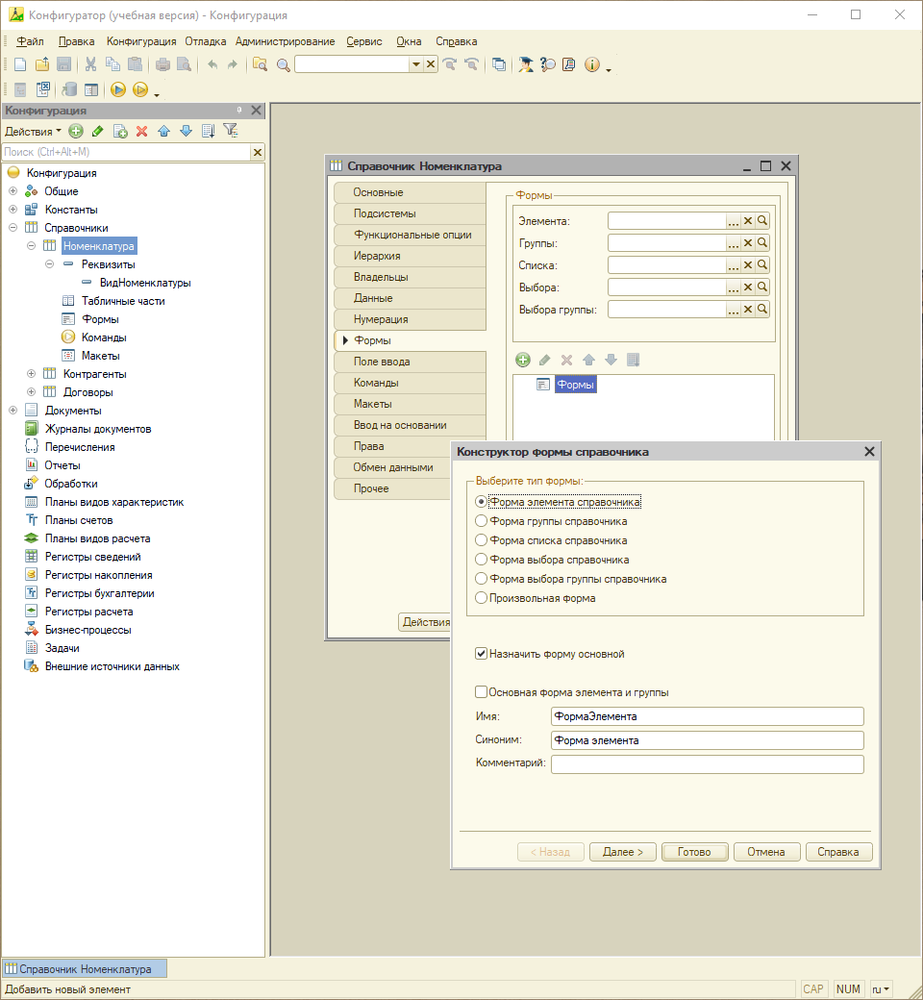 Конфигуратор (учебная версия) - Конфигурация
Файл Правка Конфигурация Отладка Администрирование Сервис Окна Справка
Конфигурация
Действия
Поиск (Ctrl+Alt+M)
Конфигурация
Общие
Константы
Справочники
Номенклатура
Реквизиты
ВидНоменклатуры
Табличные части
Формы
Команды
Макеты
Контрагенты
Договоры
Документы
Журналы документов
Перечисления
Отчеты
Обработки
Планы видов характеристик
Планы счетов
Планы видов расчета
Регистры сведений
Регистры накопления
Регистры бухгалтерии
Регистры расчета
Бизнес-процессы
Задачи
Внешние источники данных
Справочник Номенклатура
Основные
Подсистемы
Функциональные опции
Иерархия
Владельцы
Данные
Нумерация
Формы
Поле ввода
Команды
Макеты
Ввод на основании
Права
Обмен данными
Прочее
Формы
Элемента:
Группы:
Списка:
Выбора:
Выбора группы:
Формы
Действия
Конструктор формы справочника
Выберите тип формы:
Форма элемента справочника
Форма группы справочника
Форма списка справочника
Форма выбора справочника
Форма выбора группы справочника
Произвольная форма
Назначить форму основной
Основная форма элемента и группы
Имя: ФормаЭлемента
Синоним: Форма элемента
Комментарий:
< Назад Далее > Готово Отмена Справка
Справочник Номенклатура
Добавить новый элемент CAP NUM ru